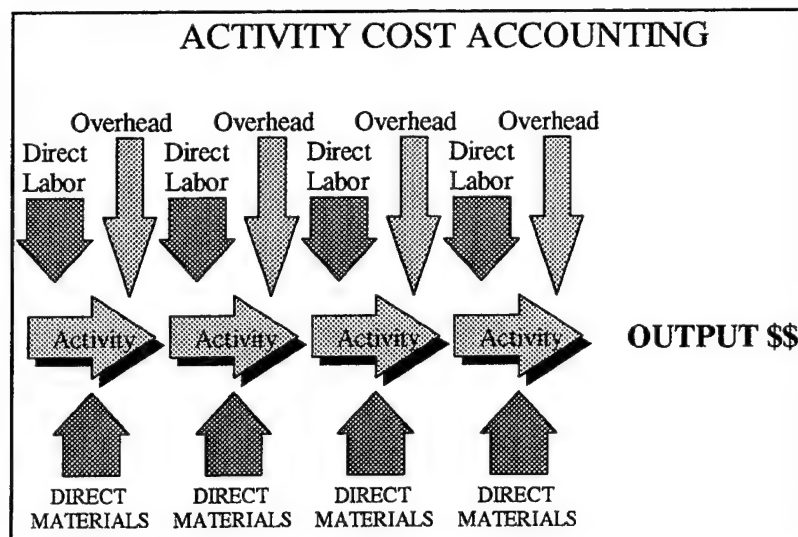 ACTIVITY COST ACCOUNTING
Overhead Overhead Overhead Overhead
Direct Direct Direct Direct
Labor Labor Labor Labor
Activity Activity Activity Activity OUTPUT $$
DIRECT DIRECT DIRECT DIRECT
MATERIALS MATERIALS MATERIALS MATERIALS